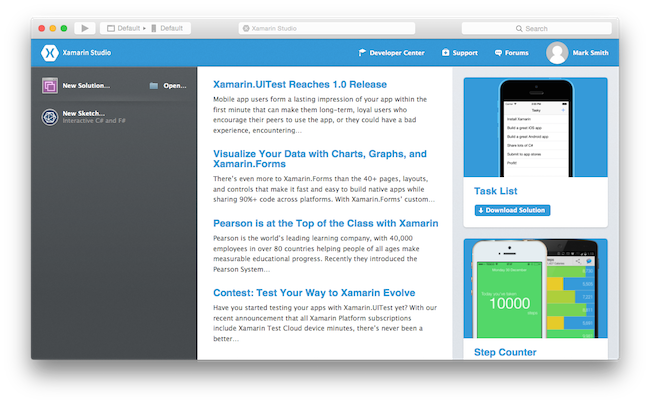 Default
Default
Xamarin Studio
Search
Xamarin Studio
Developer Center
Support
Forums
Mark Smith
New Solution...
Open...
New Sketch...
Interactive C# and F#
Xamarin.UITest Reaches 1.0 Release
Mobile app users form a lasting impression of your app within the
first minute that can make them long-term, loyal users who
encourage their peers to use the app, or they could have a bad
experience, encountering...
Visualize Your Data with Charts, Graphs, and
Xamarin.Forms
There's even more to Xamarin.Forms than the 40+ pages, layouts,
and controls that make it fast and easy to build native apps while
sharing 90%+ code across platforms. With Xamarin.Forms' custom...
Pearson is at the Top of the Class with Xamarin
Pearson is the world's leading learning company, with 40,000
employees in over 80 countries helping people of all ages make
measurable educational progress. Recently they introduced the
Pearson System...
Contest: Test Your Way to Xamarin Evolve
Have you started testing your apps with Xamarin.UITest yet? With our
recent announcement that all Xamarin Platform subscriptions
include Xamarin Test Cloud device minutes, there's never been a
better...
Tasky
Install Xamarin
Build a great iOS app
Build a great Android app
Share lots of C#
Submit to app stores
Profit!
Task List
Download Solution
10000
Step Counter